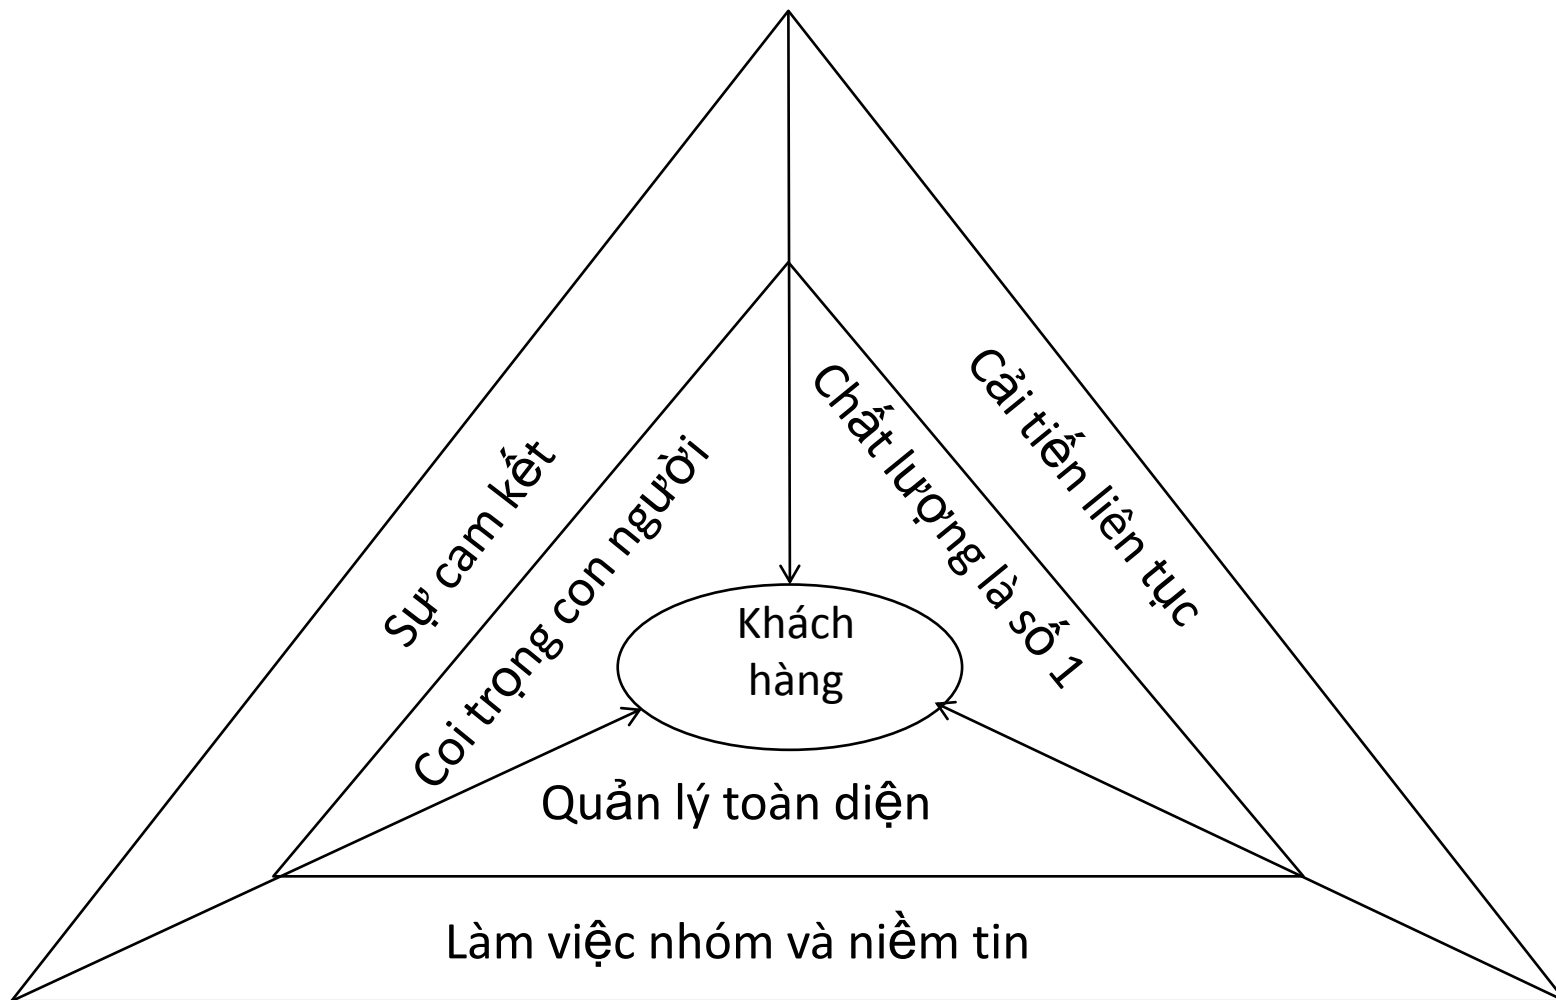 Sự cam kết
Coi trọng con người
Chất lượng là số 1
Cải tiến liên tục
Khách
hàng
Quản lý toàn diện
Làm việc nhóm và niềm tin